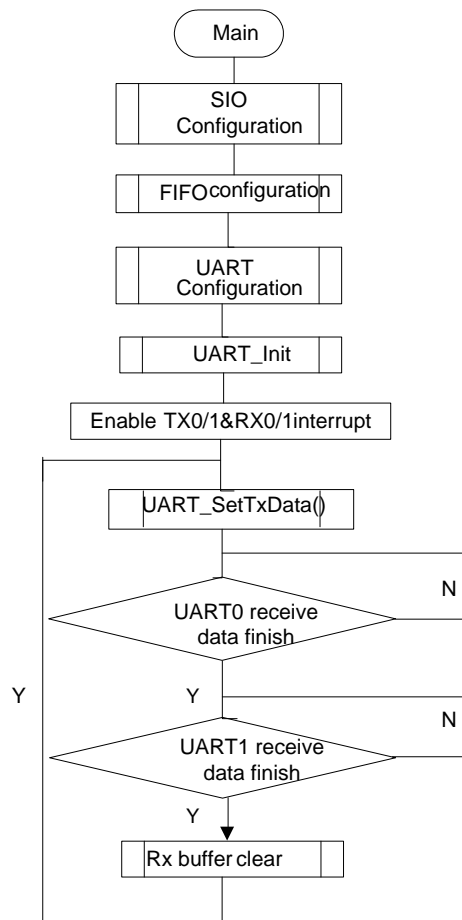 Main
SIO
Configuration
FIFOconfiguration
UART
Configuration
UART_Init
Enable TX0/1&RX0/1interrupt
UART_SetTxData()
N
UART0 receive
data finish
Y
Y
N
UART1 receive
data finish
Y
Rx buffer clear